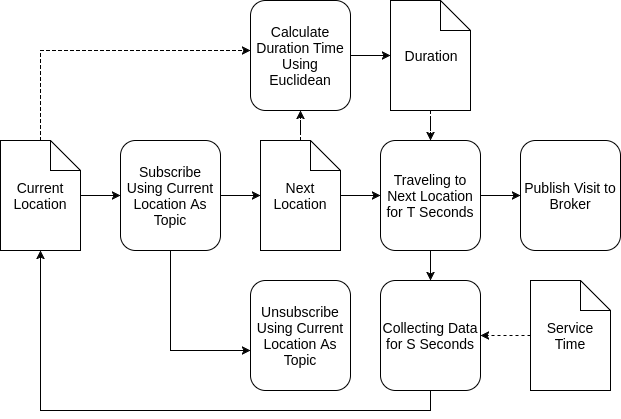 Calculate
Duration Time
Using
Euclidean
Duration
Current
Location
Subscribe
Using Current
Location As
Topic
Next
Location
Traveling to
Next Location
for T Seconds
Publish Visit to
Broker
Unsubscribe
Using Current
Location As
Topic
Collecting Data
for S Seconds
Service
Time